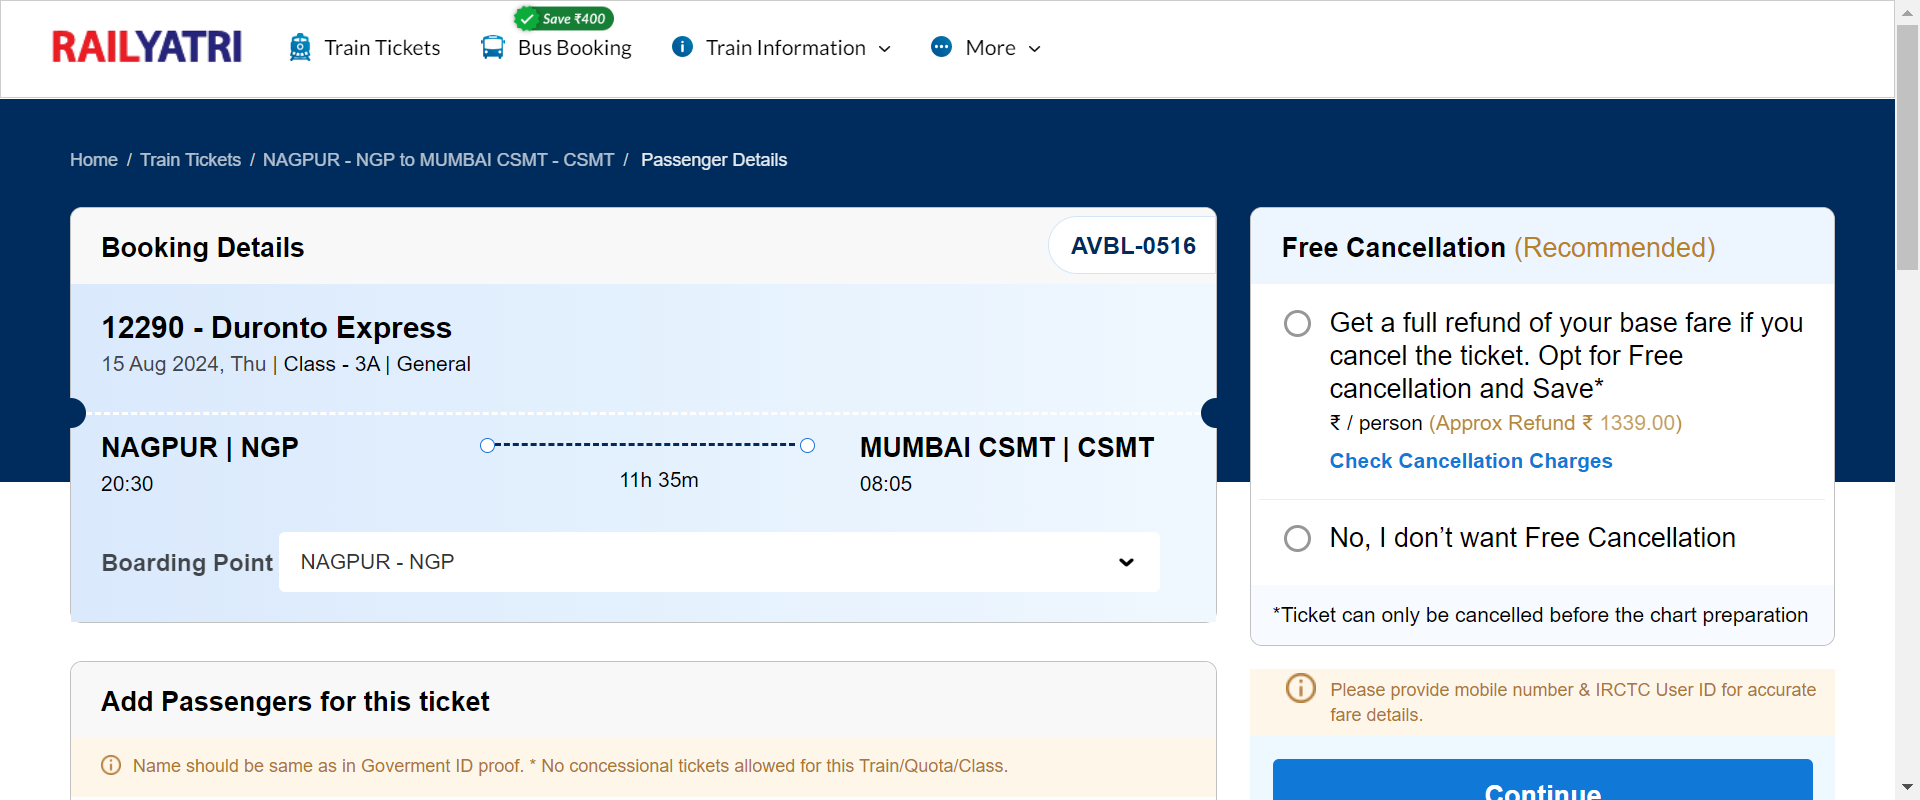 Save ₹400
RAILYATRI Train Tickets Bus Booking Train Information More
Home / Train Tickets / NAGPUR - NGP to MUMBAI CSMT - CSMT / Passenger Details
Booking Details
AVBL-0516
12290 - Duronto Express
15 Aug 2024, Thu | Class - 3A | General
NAGPUR | NGP
20:30
11h 35m
MUMBAI CSMT | CSMT
08:05
Boarding Point NAGPUR - NGP
Add Passengers for this ticket
Name should be same as in Goverment ID proof. * No concessional tickets allowed for this Train/Quota/Class.
Free Cancellation (Recommended)
Get a full refund of your base fare if you
cancel the ticket. Opt for Free
cancellation and Save*
₹ / person (Approx Refund ₹ 1339.00)
Check Cancellation Charges
No, I don’t want Free Cancellation
*Ticket can only be cancelled before the chart preparation
Please provide mobile number & IRCTC User ID for accurate
fare details.
Continue